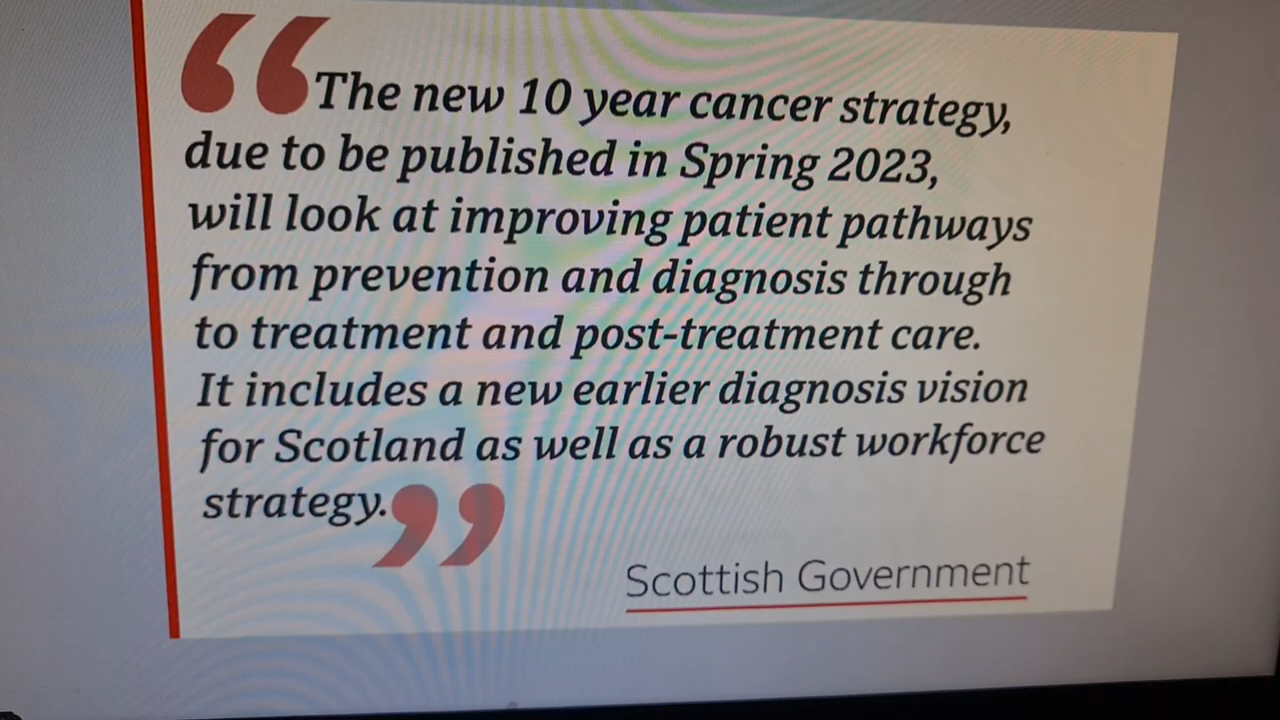 “The new 10 year cancer strategy,
due to be published in Spring 2023,
will look at improving patient pathways
from prevention and diagnosis through
to treatment and post-treatment care.
It includes a new earlier diagnosis vision
for Scotland as well as a robust workforce
strategy.”
Scottish Government